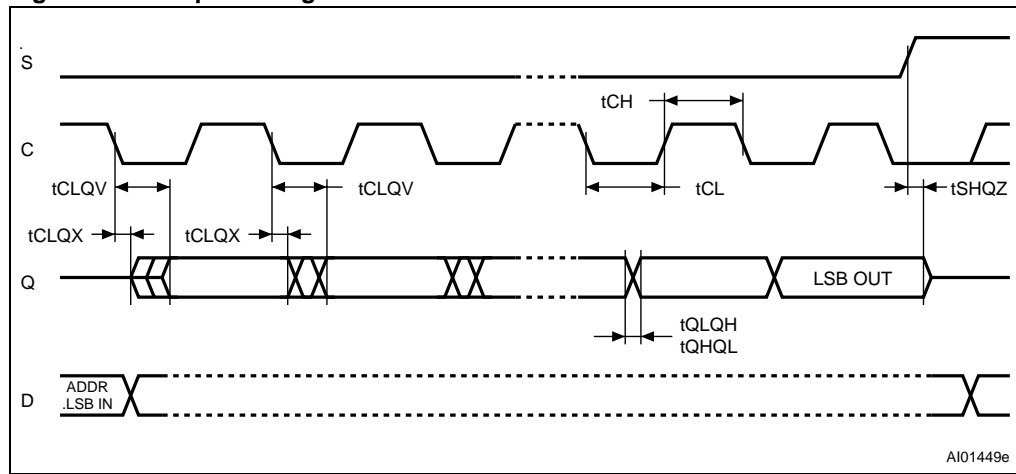 S
tCH
C
tCLQV
tCLQV
tCL
tSHQZ
tCLQX
tCLQX
Q
LSB OUT
tQLQH
tQHQL
ADDR
.LSB IN
D
AI01449e